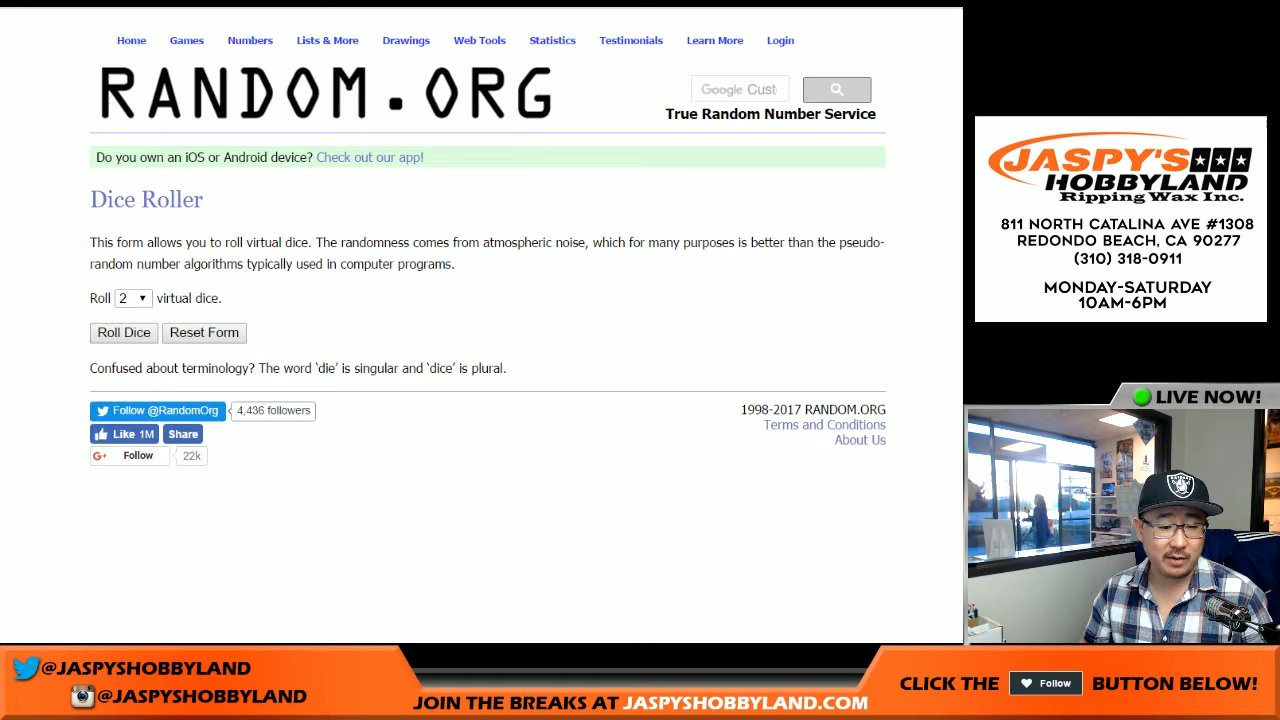 Home Games Numbers Lists & More Drawings Web Tools Statistics Testimonials Learn More Login
RANDOM.ORG
Google Cust
True Random Number Service
Do you own an iOS or Android device? Check out our app!
Dice Roller
This form allows you to roll virtual dice. The randomness comes from atmospheric noise, which for many purposes is better than the pseudo-
random number algorithms typically used in computer programs.
Roll 2 virtual dice.
Roll Dice Reset Form
Confused about terminology? The word ‘die’ is singular and ‘dice’ is plural.
Follow @RandomOrg 4,436 followers
Like 1M Share
G+ Follow 22k
1998-2017 RANDOM.ORG
Terms and Conditions
About Us
JASPY'S
HOBBYLAND
Ripping Wax Inc.
811 NORTH CATALINA AVE #1308
REDONDO BEACH, CA 90277
(310) 318-0911
MONDAY-SATURDAY
10AM-6PM
LIVE NOW!
RAIDERS
@JASPYSHOBBYLAND
@JASPYSHOBBYLAND
JOIN THE BREAKS AT JASPYSHOBBYLAND.COM
CLICK THE Follow BUTTON BELOW!